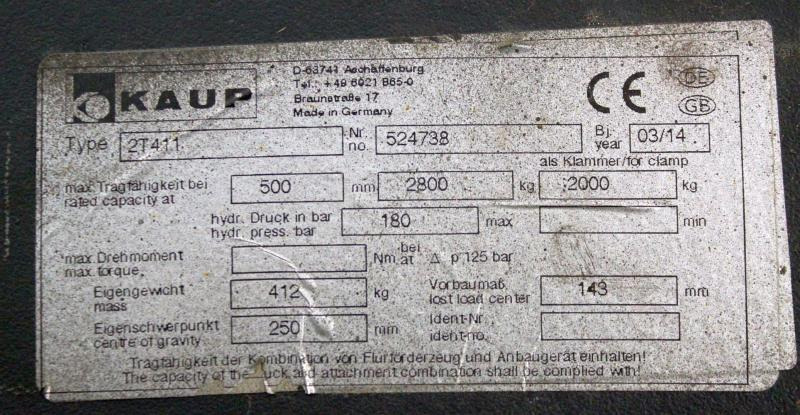 KAUP
D-63741 Aschaffenburg
Tel.: +49 6021 865-0
Braunstraße 17
Made in Germany
CE
DE
GB
Type 2T411 Nr. no. 524738 Bj. year 03/14
als Klammer/for clamp
max. Tragfähigkeit bei rated capacity at 500 mm 2800 kg 2000 kg
hydr. Druck in bar hydr. press. bar 180 max min
max. Drehmoment max. torque Nm bei at Δ p 125 bar
Eigengewicht mass 412 kg Vorbaumaß lost load center 143 mm
Eigenschwerpunkt centre of gravity 250 mm Ident-Nr. ident-no.
Tragfähigkeit der Kombination von Flurförderzeug und Anbaugerät einhalten!
The capacity of the truck and attachment combination shall be complied with!